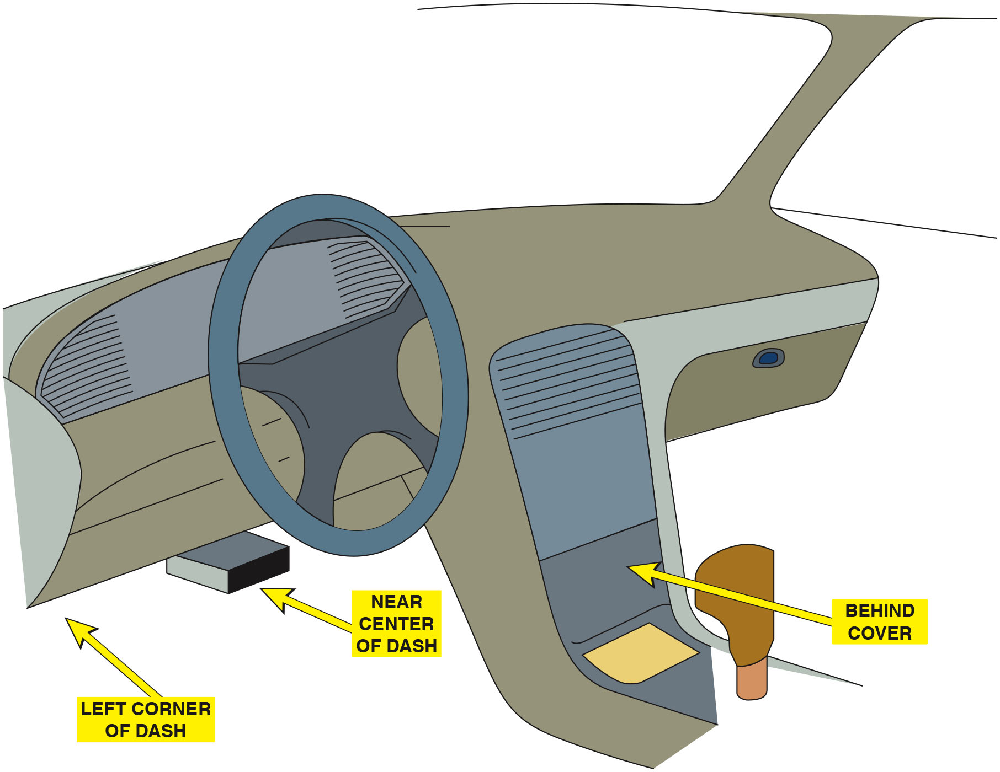 NEAR
CENTER
OF DASH
BEHIND
COVER
LEFT CORNER
OF DASH